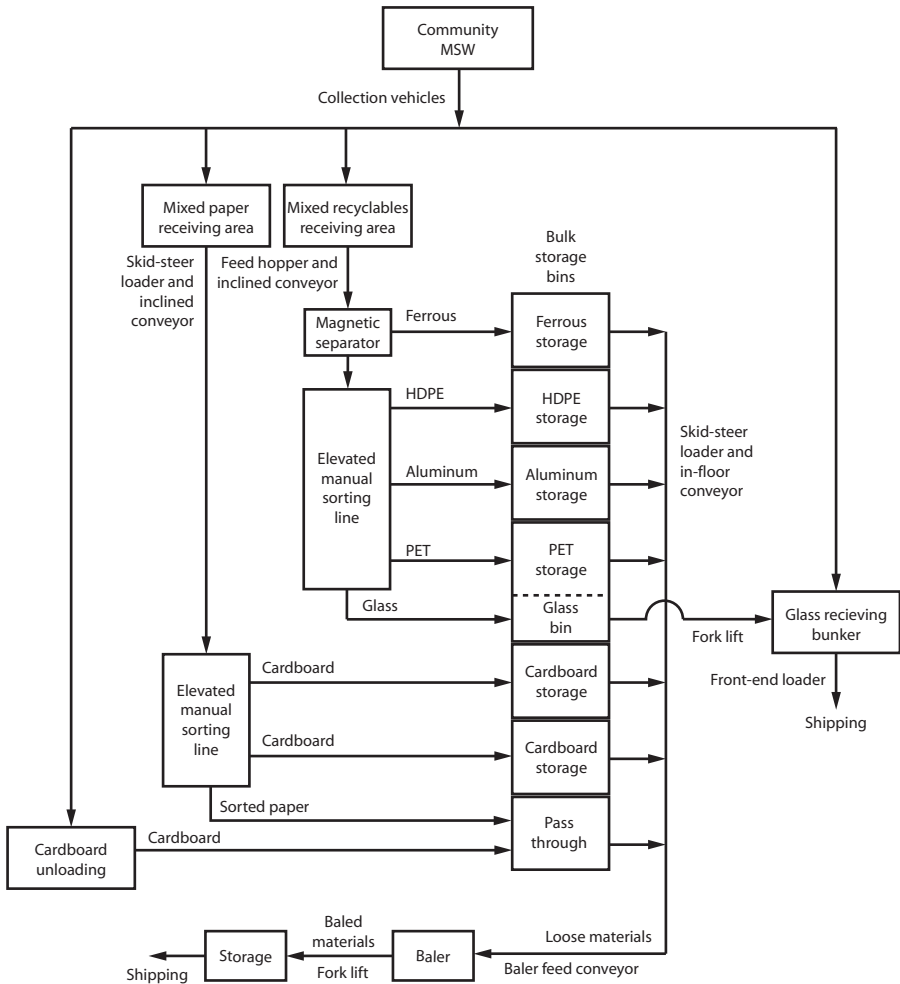 Community
MSW
Collection vehicles
Mixed paper
receiving area
Mixed recyclables
receiving area
Bulk
storage
bins
Skid-steer
loader and
inclined
conveyor
Feed hopper and
inclined conveyor
Magnetic
separator
Ferrous
Ferrous
storage
HDPE
HDPE
storage
Elevated
manual
sorting
line
Aluminum
Aluminum
storage
Skid-steer
loader and
in-floor
conveyor
PET
PET
storage
Glass
Glass
bin
Fork lift
Glass recieving
bunker
Front-end loader
Shipping
Elevated
manual
sorting
line
Cardboard
Cardboard
storage
Cardboard
Cardboard
storage
Sorted paper
Pass
through
Cardboard
unloading
Cardboard
Loose materials
Baler feed conveyor
Baler
Baled
materials
Fork lift
Storage
Shipping